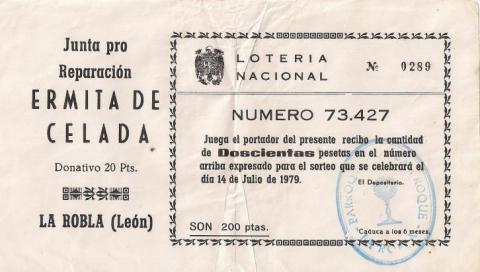 Junta pro
Reparación
ERMITA DE
CELADA
Donativo 20 Pts.
LA ROBLA (León)
LOTERIA
NACIONAL
Nº 0289
NUMERO 73.427
Juega el portador del presente recibo la cantidad
de Doscientas pesetas en el número
arriba expresado para el sorteo que se celebrará el
día 14 de Julio de 1979.
El Depositario.
SON 200 ptas.
Caduca a los 6 meses.
ROQUE